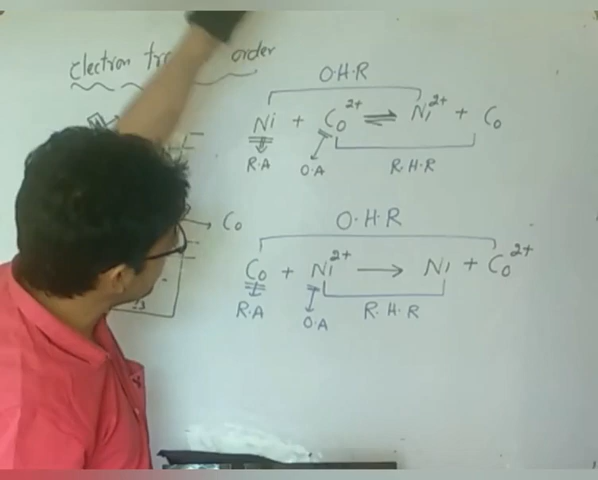 Electron order
O.H.R
Ni + Co²⁺ ⇌ Ni²⁺ + Co
R.A O.A R.H.R
Co
O.H.R
Co + Ni²⁺ → Ni + Co²⁺
R.A O.A R.H.R